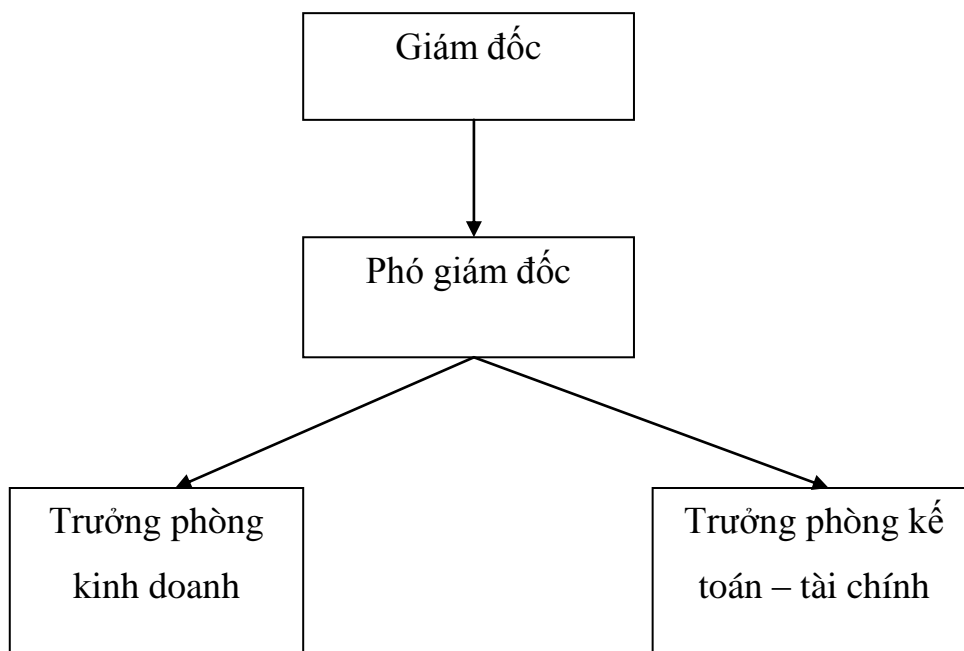 Giám đốc
Phó giám đốc
Trưởng phòng
kinh doanh
Trưởng phòng kế
toán – tài chính